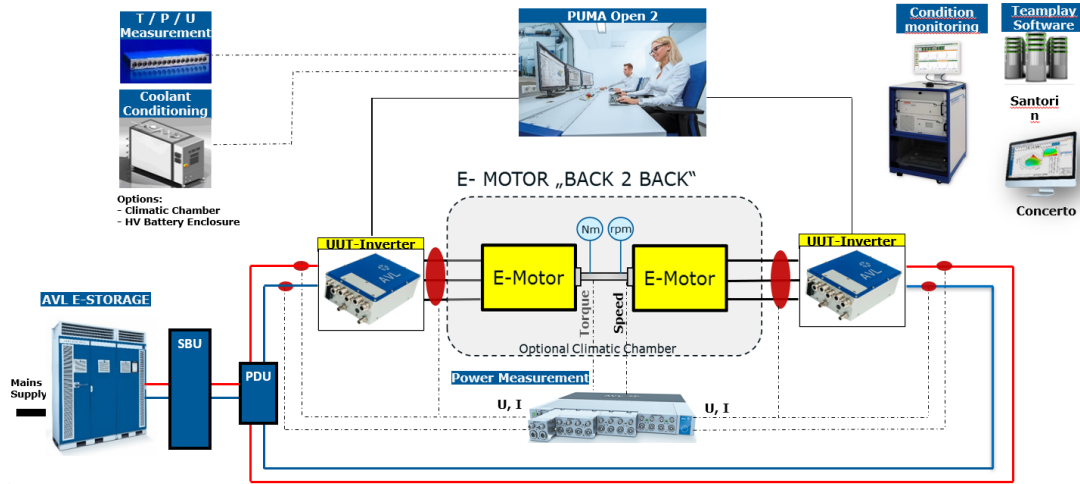 T / P / U
Measurement
PUMA Open 2
Condition
monitoring
Teamplay
Software
Coolant
Conditioning
Santori
n
Options:
- Climatic Chamber
- HV Battery Enclosure
E- MOTOR „BACK 2 BACK“
Concerto
UUT-Inverter
Nm
rpm
UUT-Inverter
AVL
E-Motor
E-Motor
AVL
AVL E-STORAGE
Torque
Speed
SBU
Optional Climatic Chamber
PDU
Mains
Supply
Power Measurement
U, I
U, I